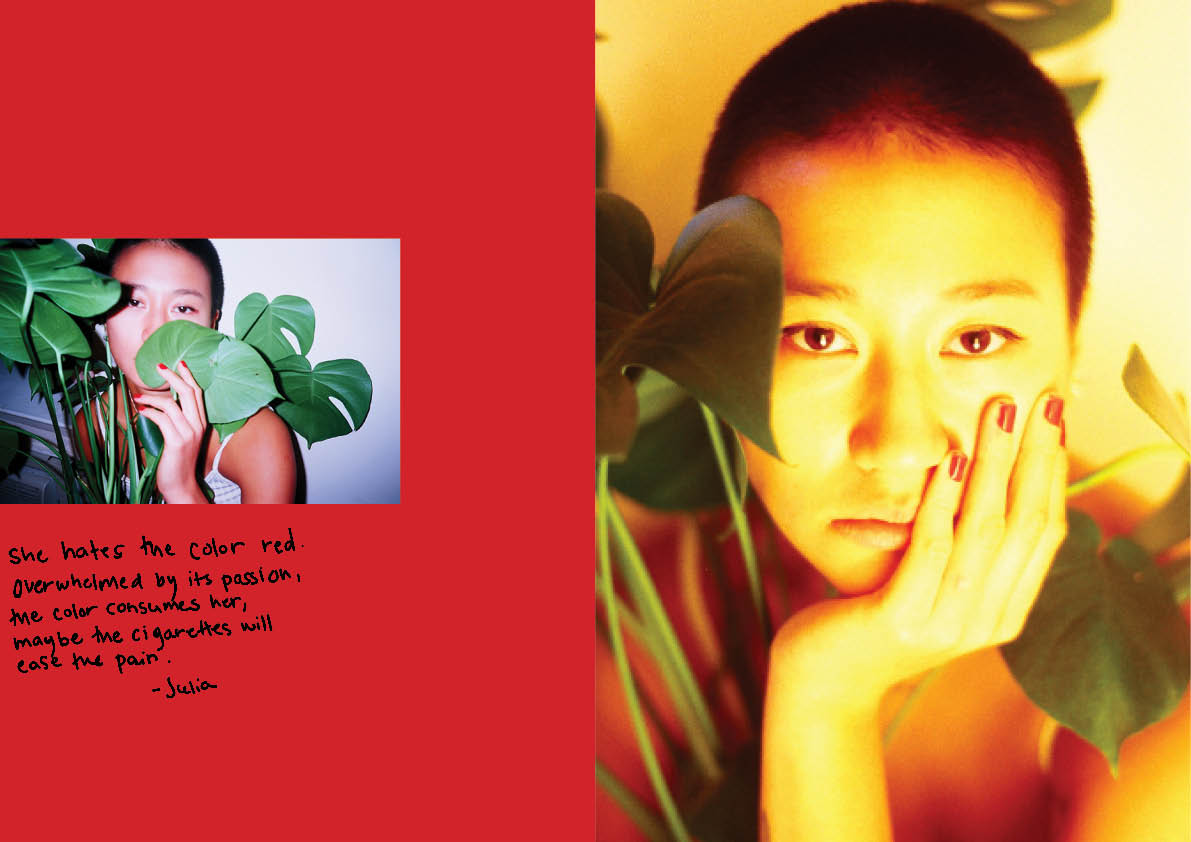 she hates the color red.
overwhelmed by its passion,
the color consumes her,
maybe the cigarettes will
ease the pain.
-Julia